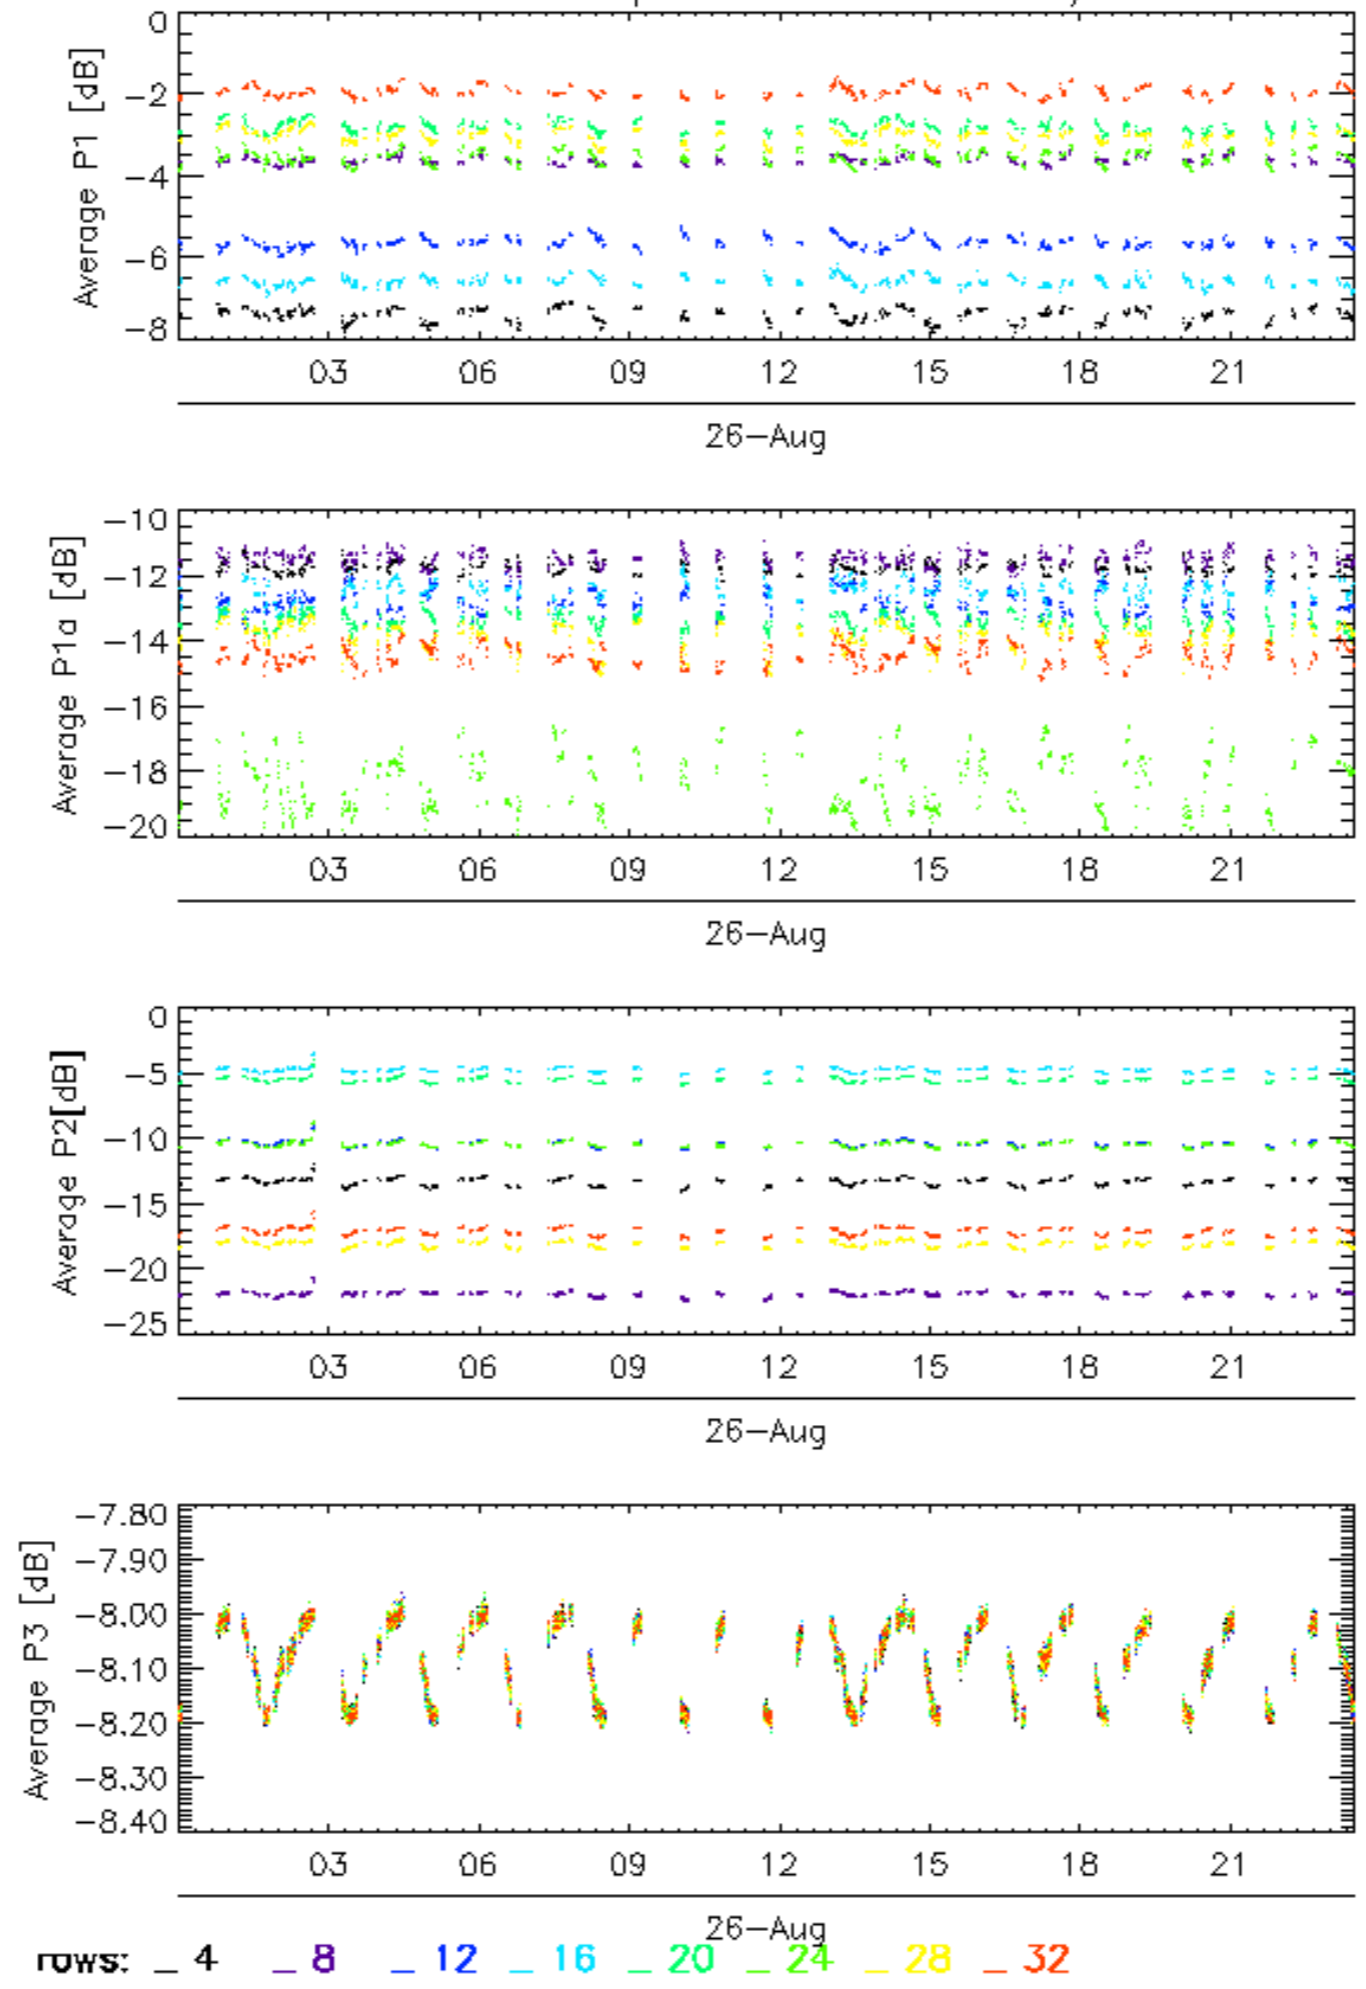 0
−2
−4
−6
−8
Average P1 [dB]
03 06 09 12 15 18 21
26−Aug
−10
−12
−14
−16
−18
−20
Average P1a [dB]
03 06 09 12 15 18 21
26−Aug
0
−5
−10
−15
−20
−25
Average P2[dB]
03 06 09 12 15 18 21
26−Aug
−7.80
−7.90
−8.00
−8.10
−8.20
−8.30
−8.40
Average P3 [dB]
03 06 09 12 15 18 21
26−Aug
rows: _ 4 _ 8 _ 12 _ 16 _ 20 _ 24 _ 28 _ 32